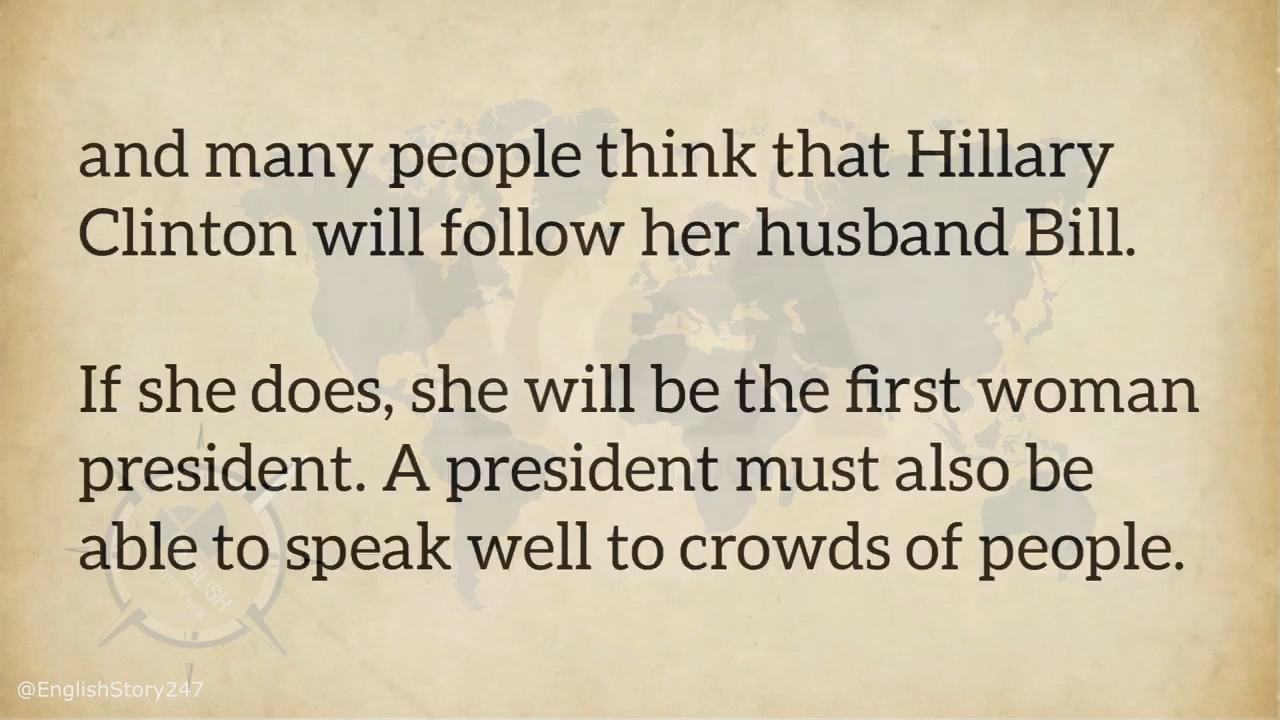 and many people think that Hillary
Clinton will follow her husband Bill.
If she does, she will be the first woman
president. A president must also be
able to speak well to crowds of people.
@EnglishStory247